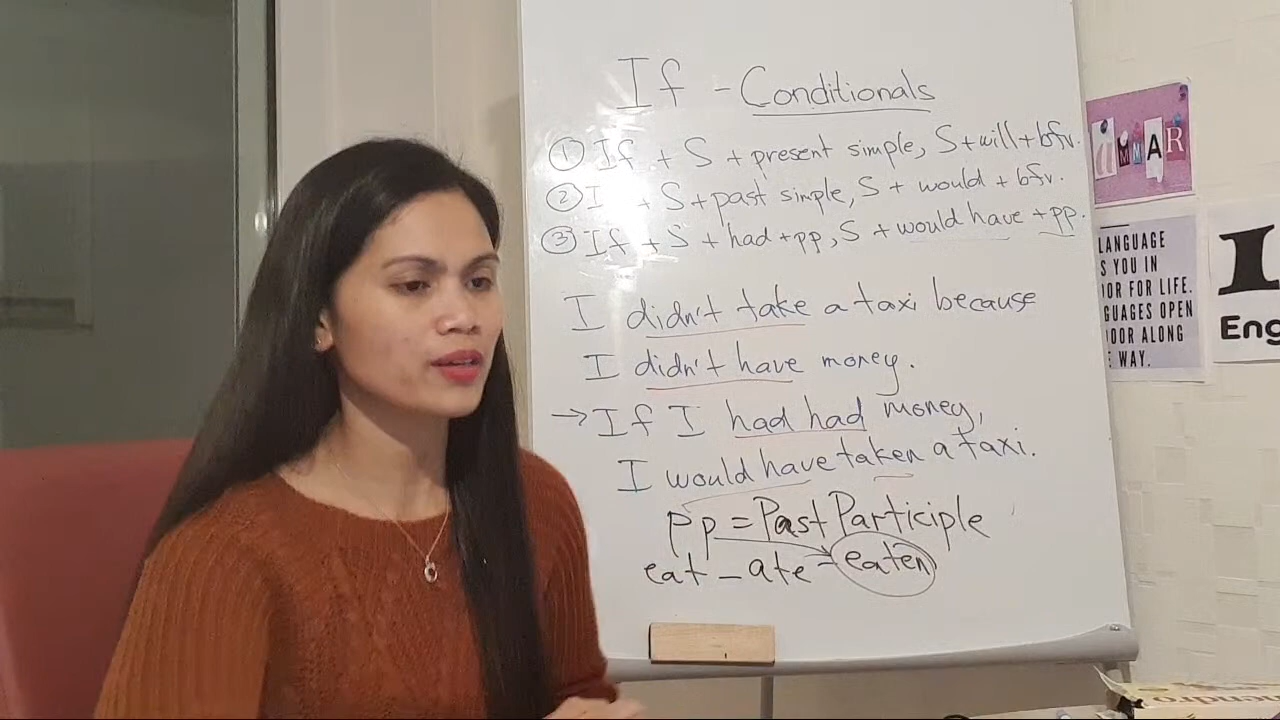 If - Conditionals
① If + S + present simple, S + will + bfv.
② I + S + past simple, S + would + bfv.
③ If + S + had + pp, S + would have + pp.
I didn't take a taxi because
I didn't have money.
→ If I had had money,
I would have taken a taxi.
pp = Past Participle
eat - ate - eaten
MMAR
LANGUAGE
S YOU IN
OR FOR LIFE.
GUAGES OPEN
OOR ALONG
WAY.
I
Eng